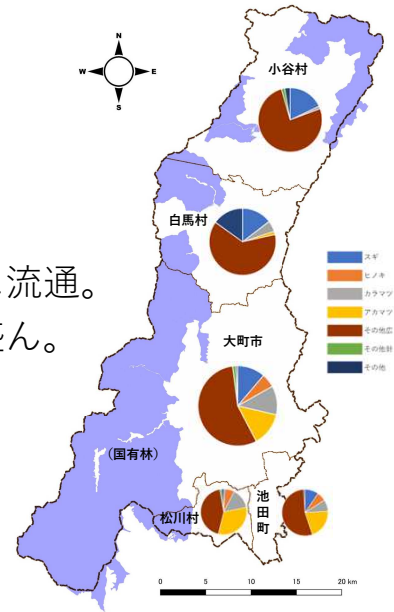 N
W E
S
小谷村
白馬村
流通。
ん。
スギ
ヒノキ
カラマツ
アカマツ
その他広
その他針
その他
大町市
(国有林)
松川村
池田町
0 5 10 15 20 km